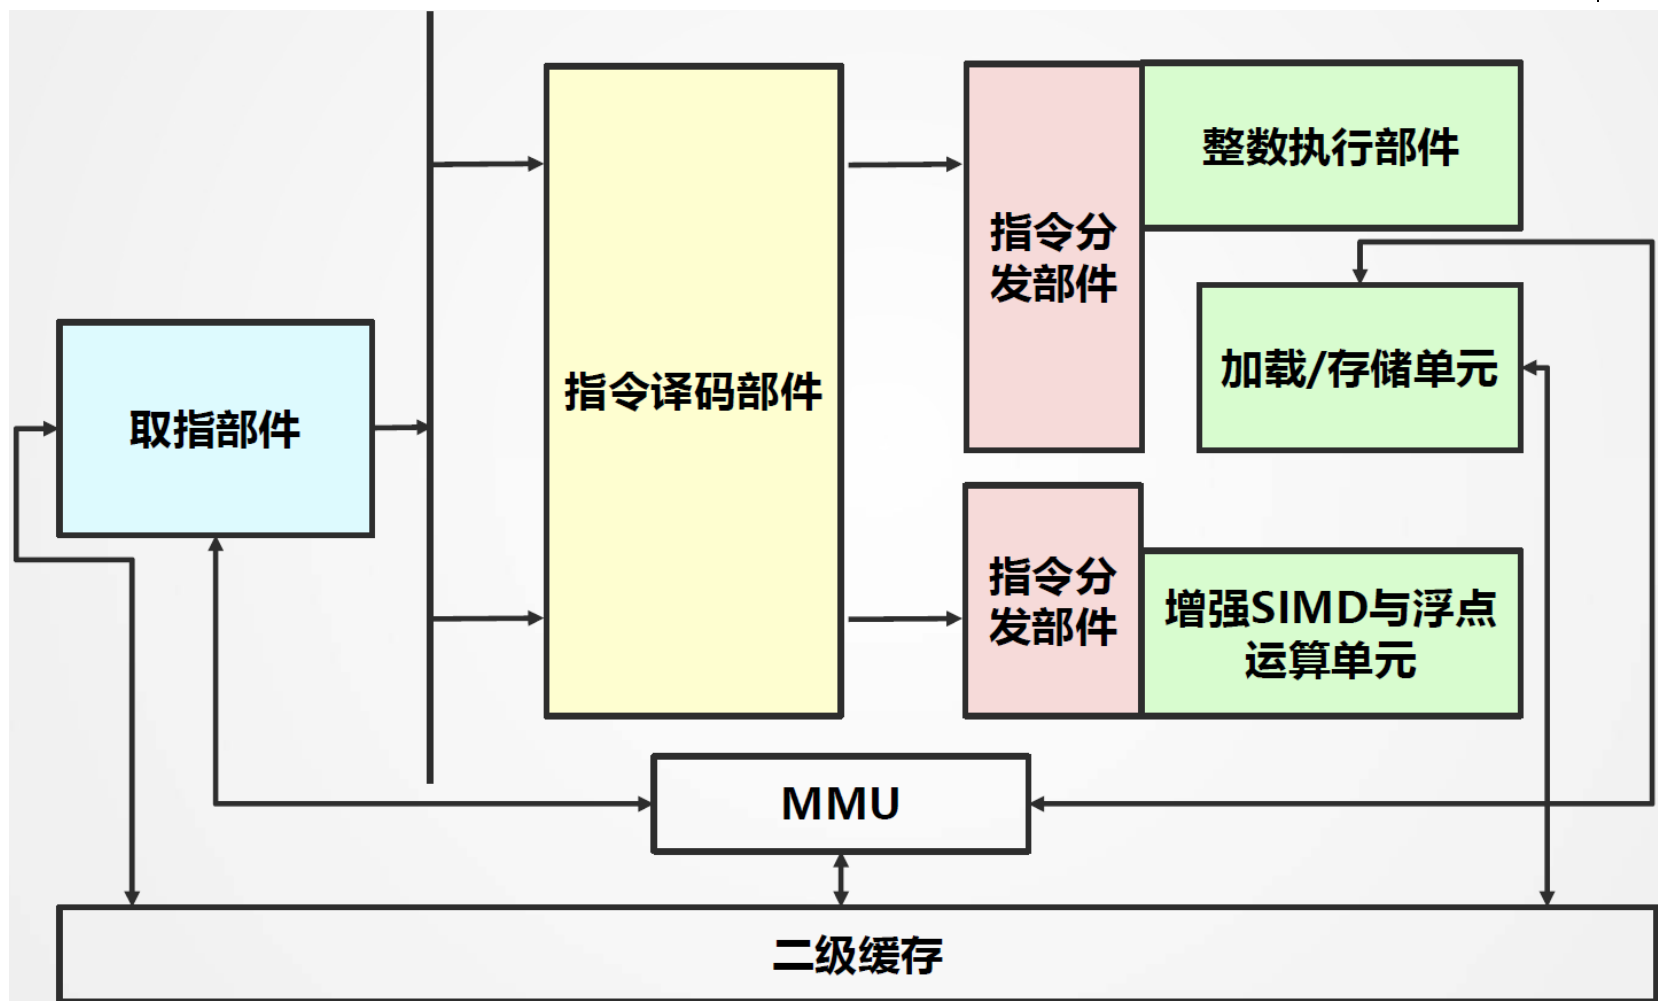 整数执行部件
指令分
发部件
加载/存储单元
指令译码部件
取指部件
指令分
发部件
增强SIMD与浮点
运算单元
MMU
二级缓存